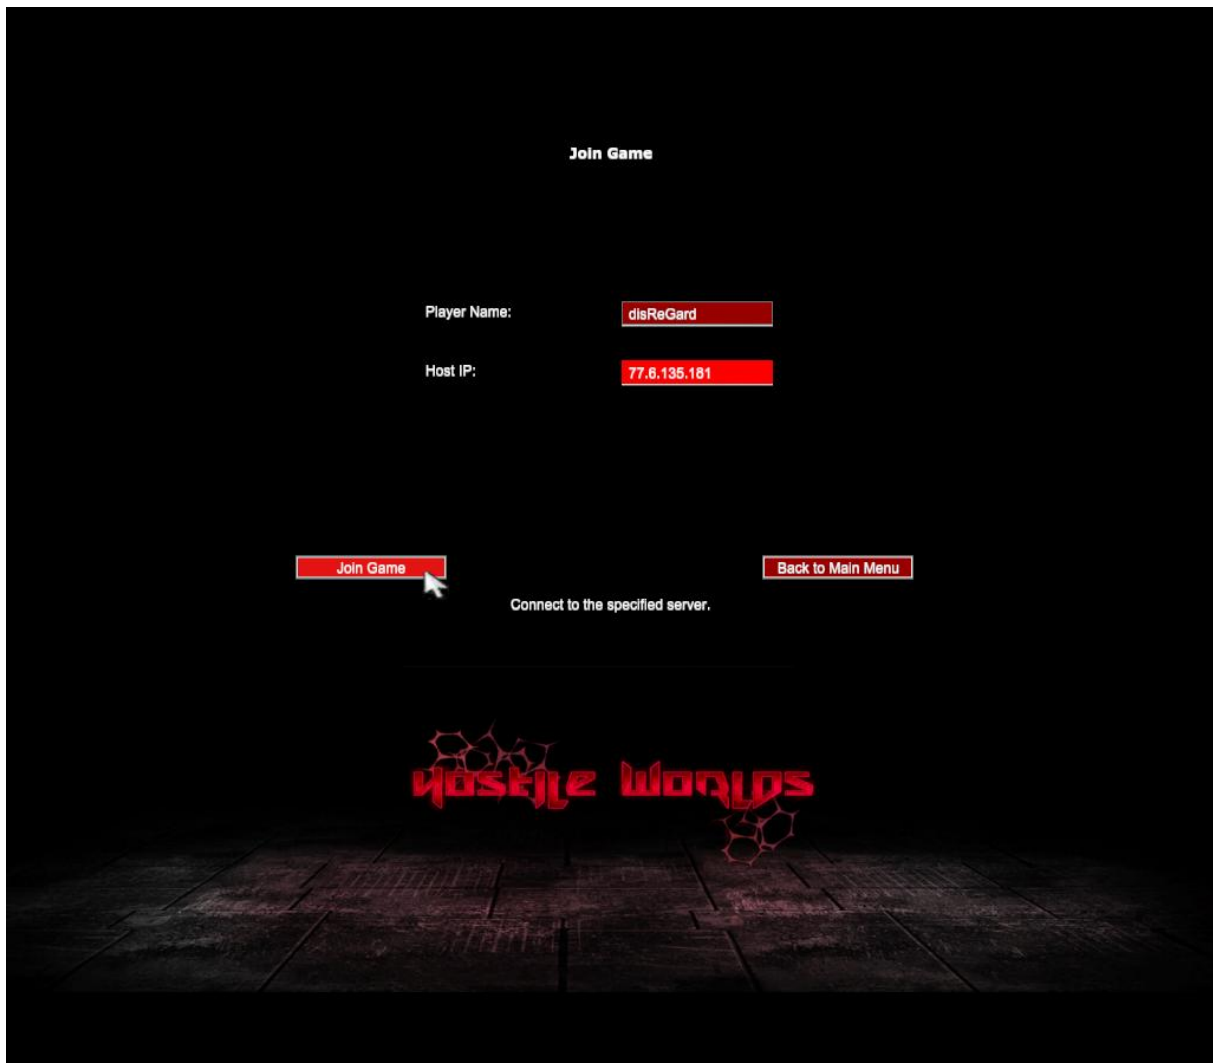 Join Game
Player Name: disReGard
Host IP: 77.6.135.181
Join Game Back to Main Menu
Connect to the specified server.
Hostile Worlds